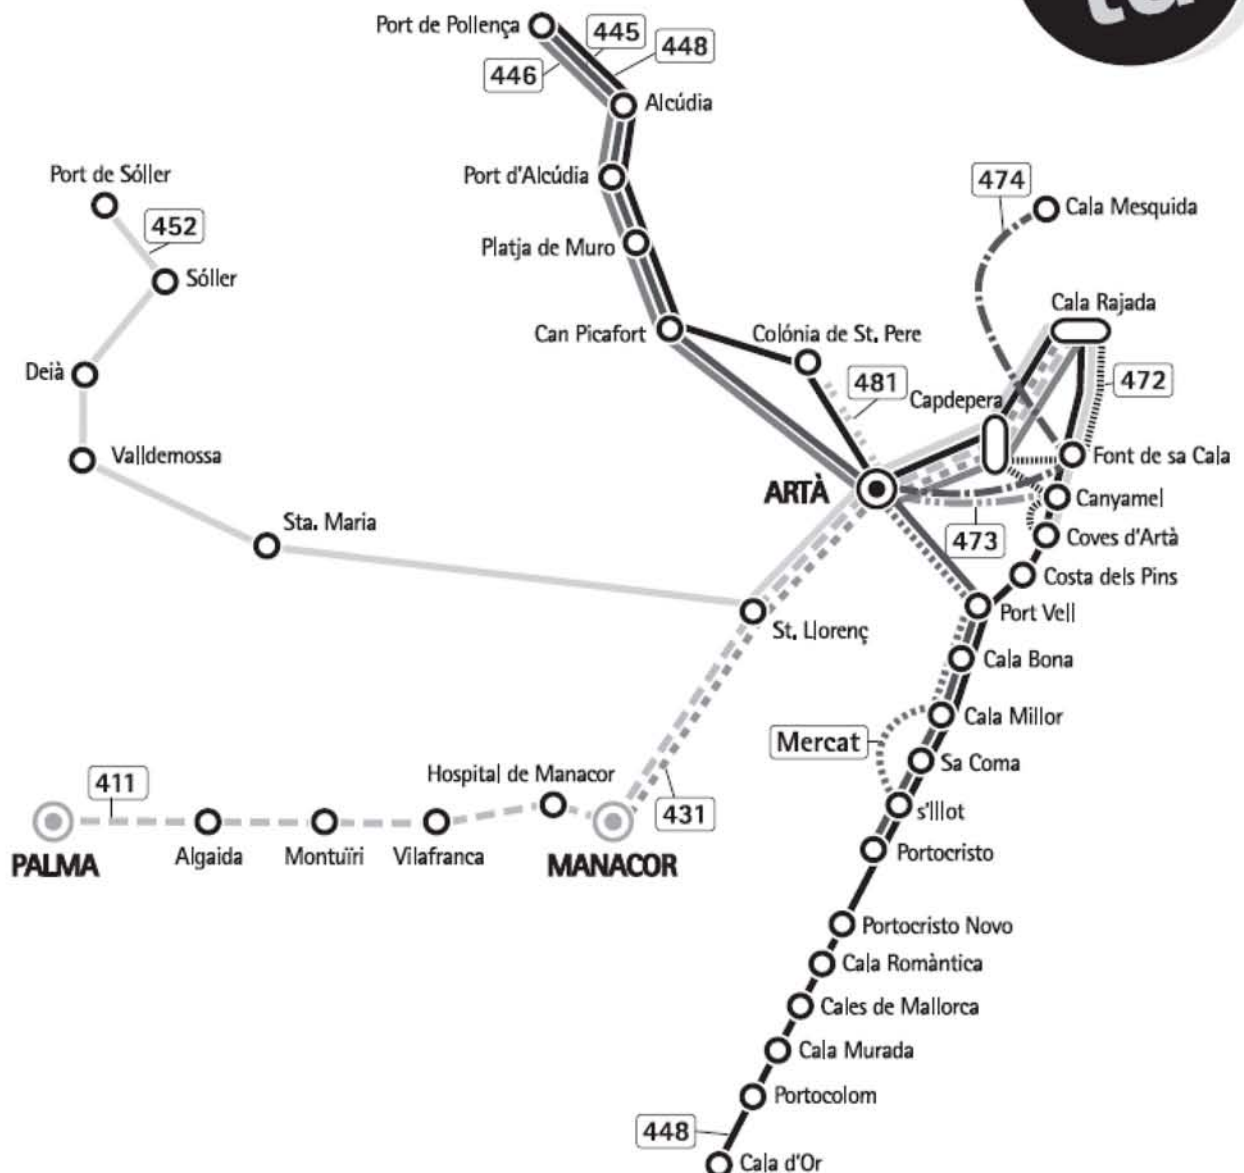 Port de Pollença
445
448
446
Alcúdia
Port d'Alcúdia
Platja de Muro
Can Picafort
Port de Sóller
452
Sóller
Deià
Valldemossa
Sta. Maria
474
Cala Mesquida
Cala Rajada
Colónia de St. Pere
481
Capdepera
472
Font de sa Cala
ARTÀ
Canyamel
473
Coves d'Artà
Costa dels Pins
Port Vell
St. Llorenç
Cala Bona
Cala Millor
Mercat
Sa Coma
Hospital de Manacor
411
431
s'Illot
PALMA
Algaida
Montuïri
Vilafranca
MANACOR
Portocristo
Portocristo Novo
Cala Romàntica
Cales de Mallorca
Cala Murada
Portocolom
448
Cala d'Or